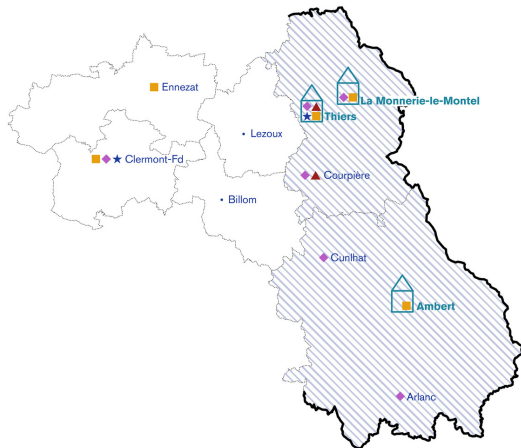 Ennezat
La Monnerie-le-Montel
Thiers
Lezoux
Clermont-Fd
Courpière
Billom
Cunlhat
Ambert
Arlanc